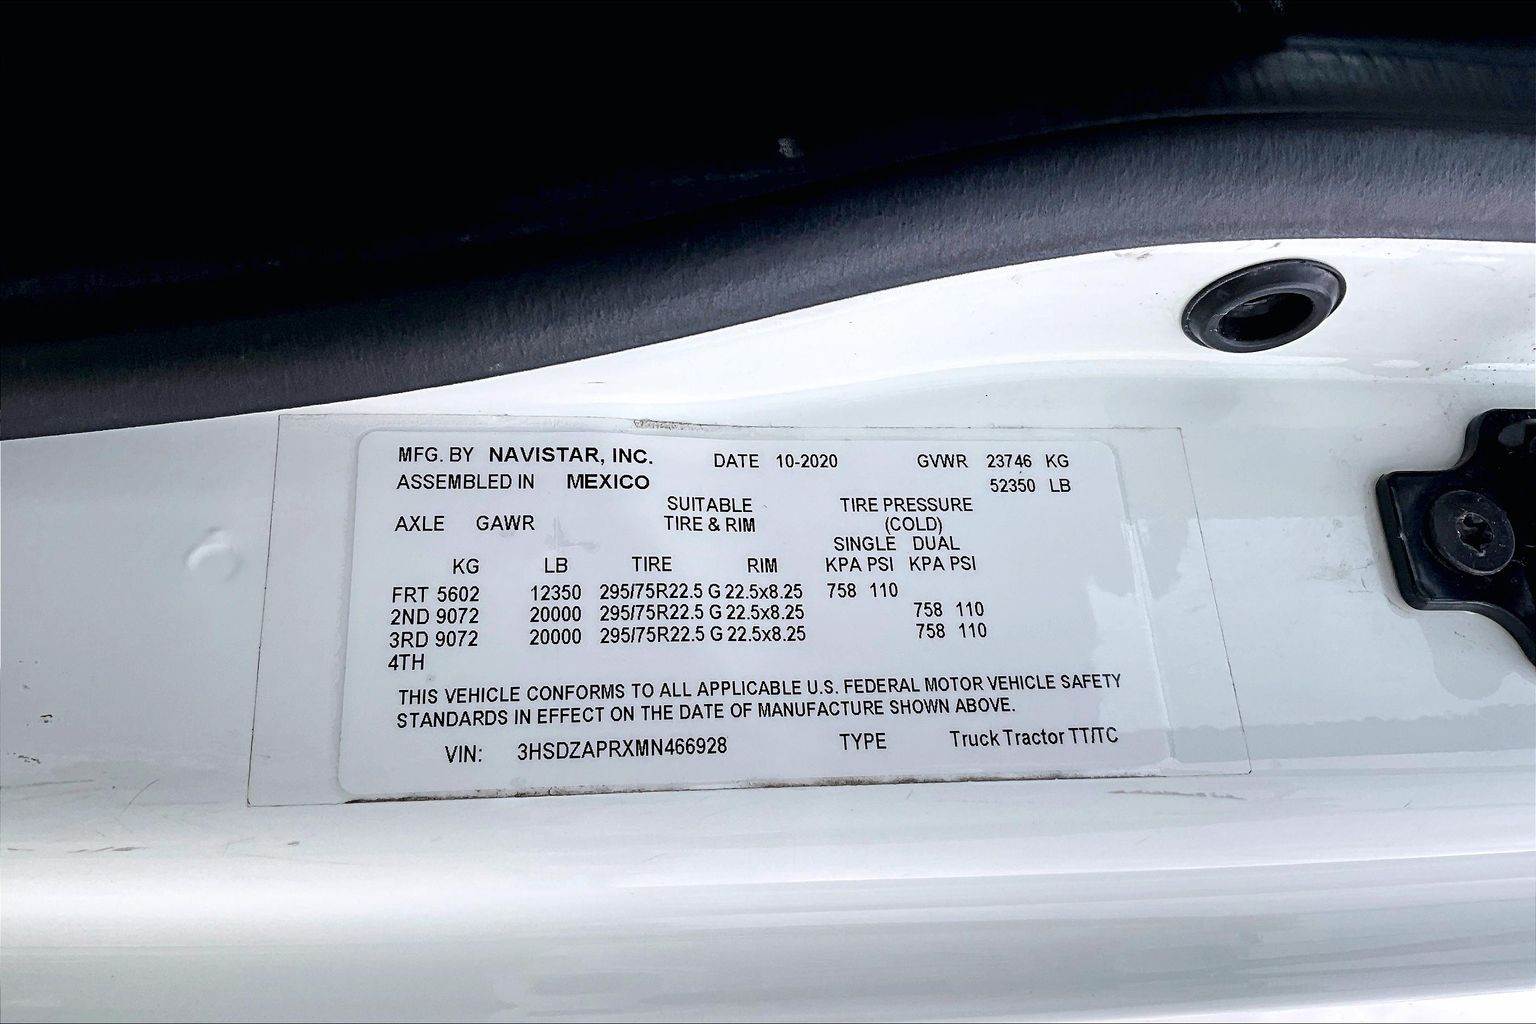 MFG. BY NAVISTAR, INC. DATE 10-2020 GVWR 23746 KG
ASSEMBLED IN MEXICO 52350 LB
SUITABLE TIRE PRESSURE
AXLE GAWR TIRE & RIM (COLD)
SINGLE DUAL
KG LB TIRE RIM KPA PSI KPA PSI
FRT 5602 12350 295/75R22.5 G 22.5x8.25 758 110
2ND 9072 20000 295/75R22.5 G 22.5x8.25 758 110
3RD 9072 20000 295/75R22.5 G 22.5x8.25 758 110
4TH
THIS VEHICLE CONFORMS TO ALL APPLICABLE U.S. FEDERAL MOTOR VEHICLE SAFETY
STANDARDS IN EFFECT ON THE DATE OF MANUFACTURE SHOWN ABOVE.
VIN: 3HSDZAPRXMN466928 TYPE Truck Tractor TT/TC